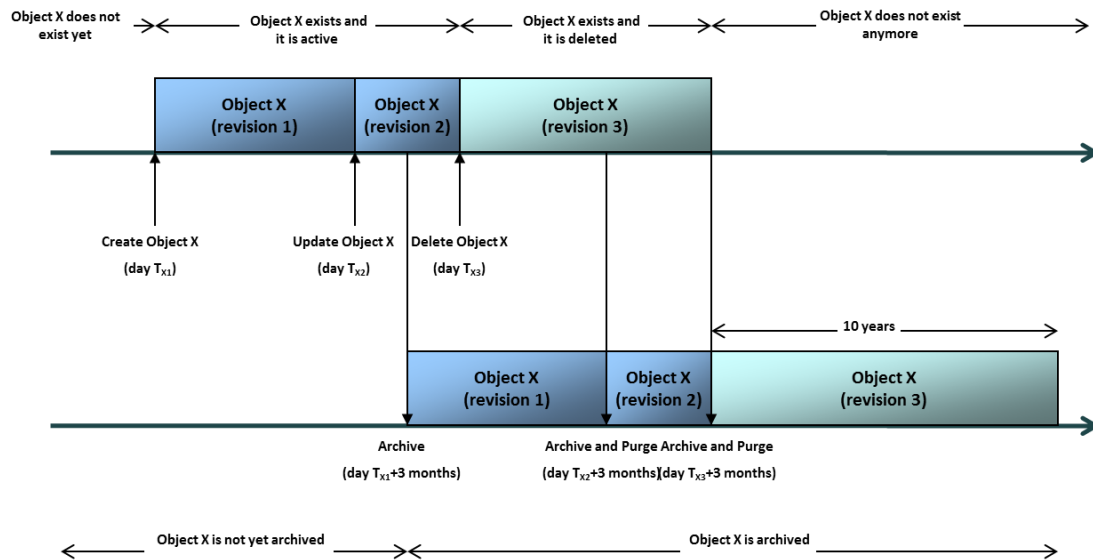 Object X does not
exist yet
Object X exists and
it is active
Object X exists and
it is deleted
Object X does not exist
anymore
Object X
(revision 1)
Object X
(revision 2)
Object X
(revision 3)
Create Object X
(day TX1)
Update Object X
(day TX2)
Delete Object X
(day TX3)
10 years
Object X
(revision 1)
Object X
(revision 2)
Object X
(revision 3)
Archive
(day TX1+3 months)
Archive and Purge
(day TX2+3 months)
Archive and Purge
(day TX3+3 months)
Object X is not yet archived
Object X is archived